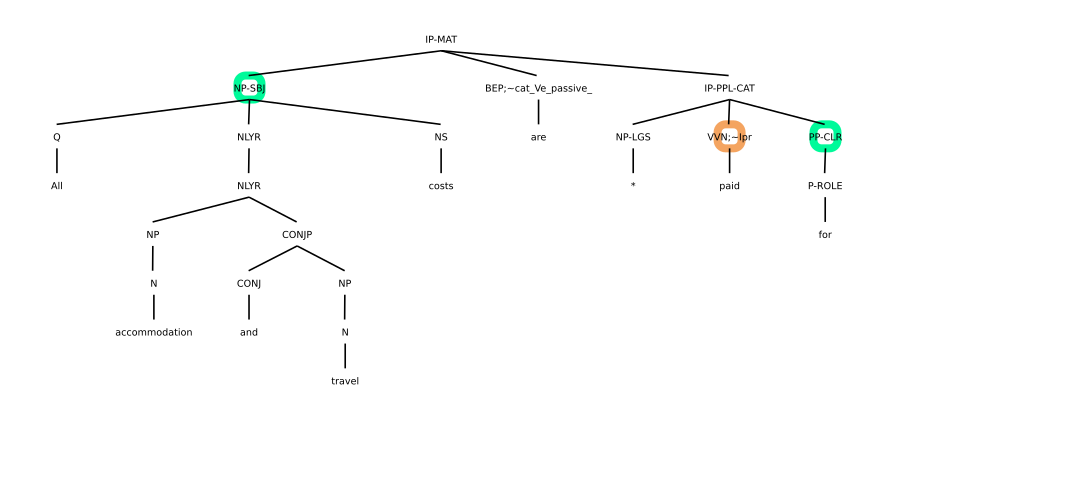 IP-MAT
NP-SBJ BEP;~cat_Ve_passive_ IP-PPL-CAT
Q NLYR NS are NP-LGS VVN;~Ipr PP-CLR
All NLYR costs * paid P-ROLE
NP CONJP for
N CONJ NP
accommodation and N
travel